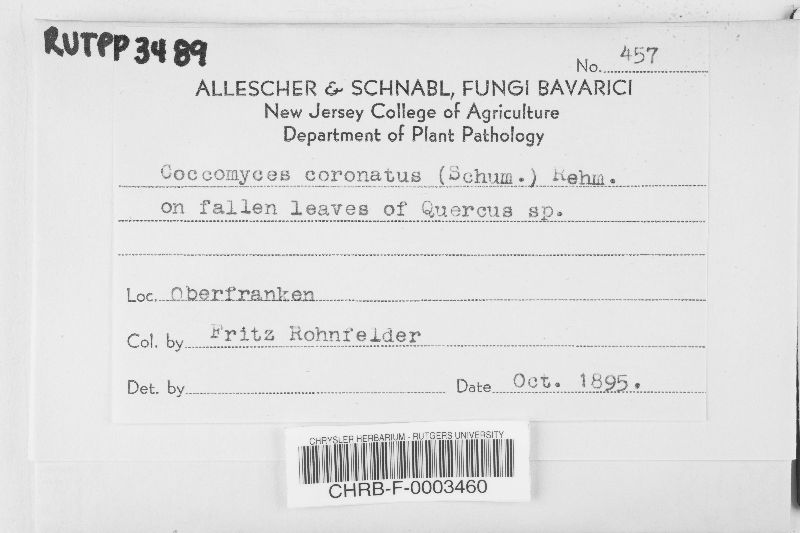 RUTPP 3489
No. 457
ALLESCHER & SCHNABL, FUNGI BAVARICI
New Jersey College of Agriculture
Department of Plant Pathology
Coccomyces coronatus (Schum.) Rehm.
on fallen leaves of Quercus sp.
Loc. Oberfranken
Col. by Fritz Rohnfelder
Det. by Date Oct. 1895.
CHRYSLER HERBARIUM - RUTGERS UNIVERSITY
CHRB-F-0003460